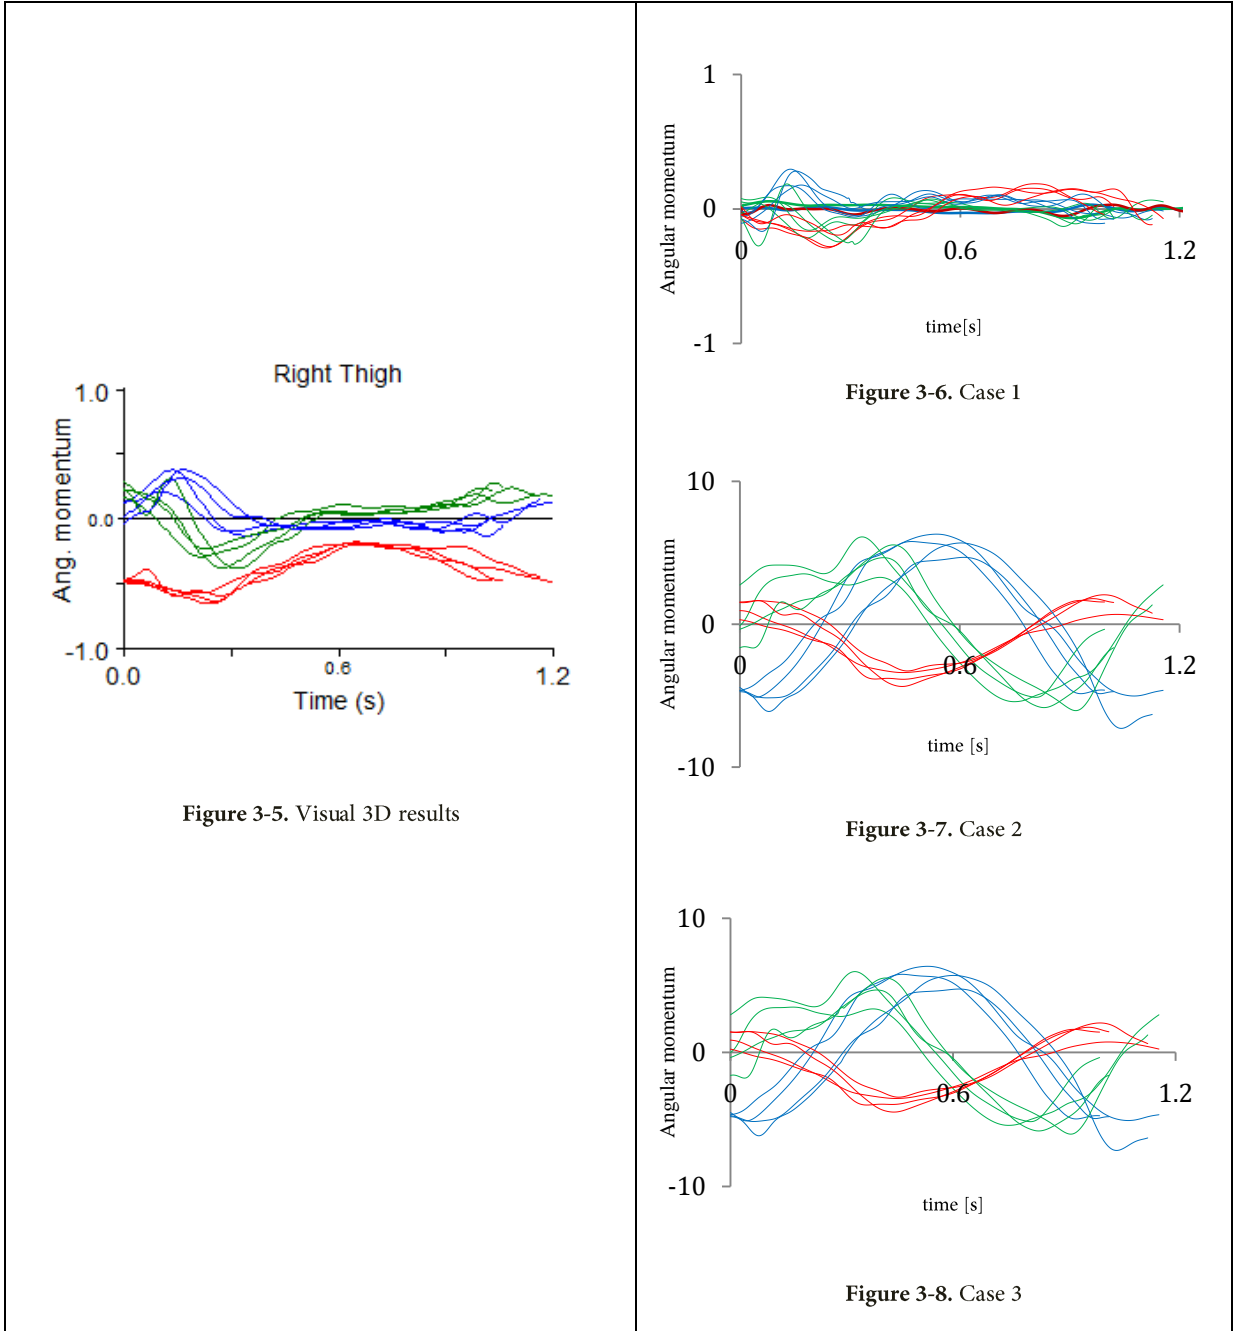 Right Thigh
1.0
0.0
-1.0
Ang. momentum
0.0
0.6
1.2
Time (s)
Figure 3-5. Visual 3D results
1
0
-1
Angular momentum
0
0.6
1.2
time[s]
Figure 3-6. Case 1
10
0
-10
Angular momentum
0
0.6
1.2
time [s]
Figure 3-7. Case 2
10
0
-10
Angular momentum
0
0.6
1.2
time [s]
Figure 3-8. Case 3